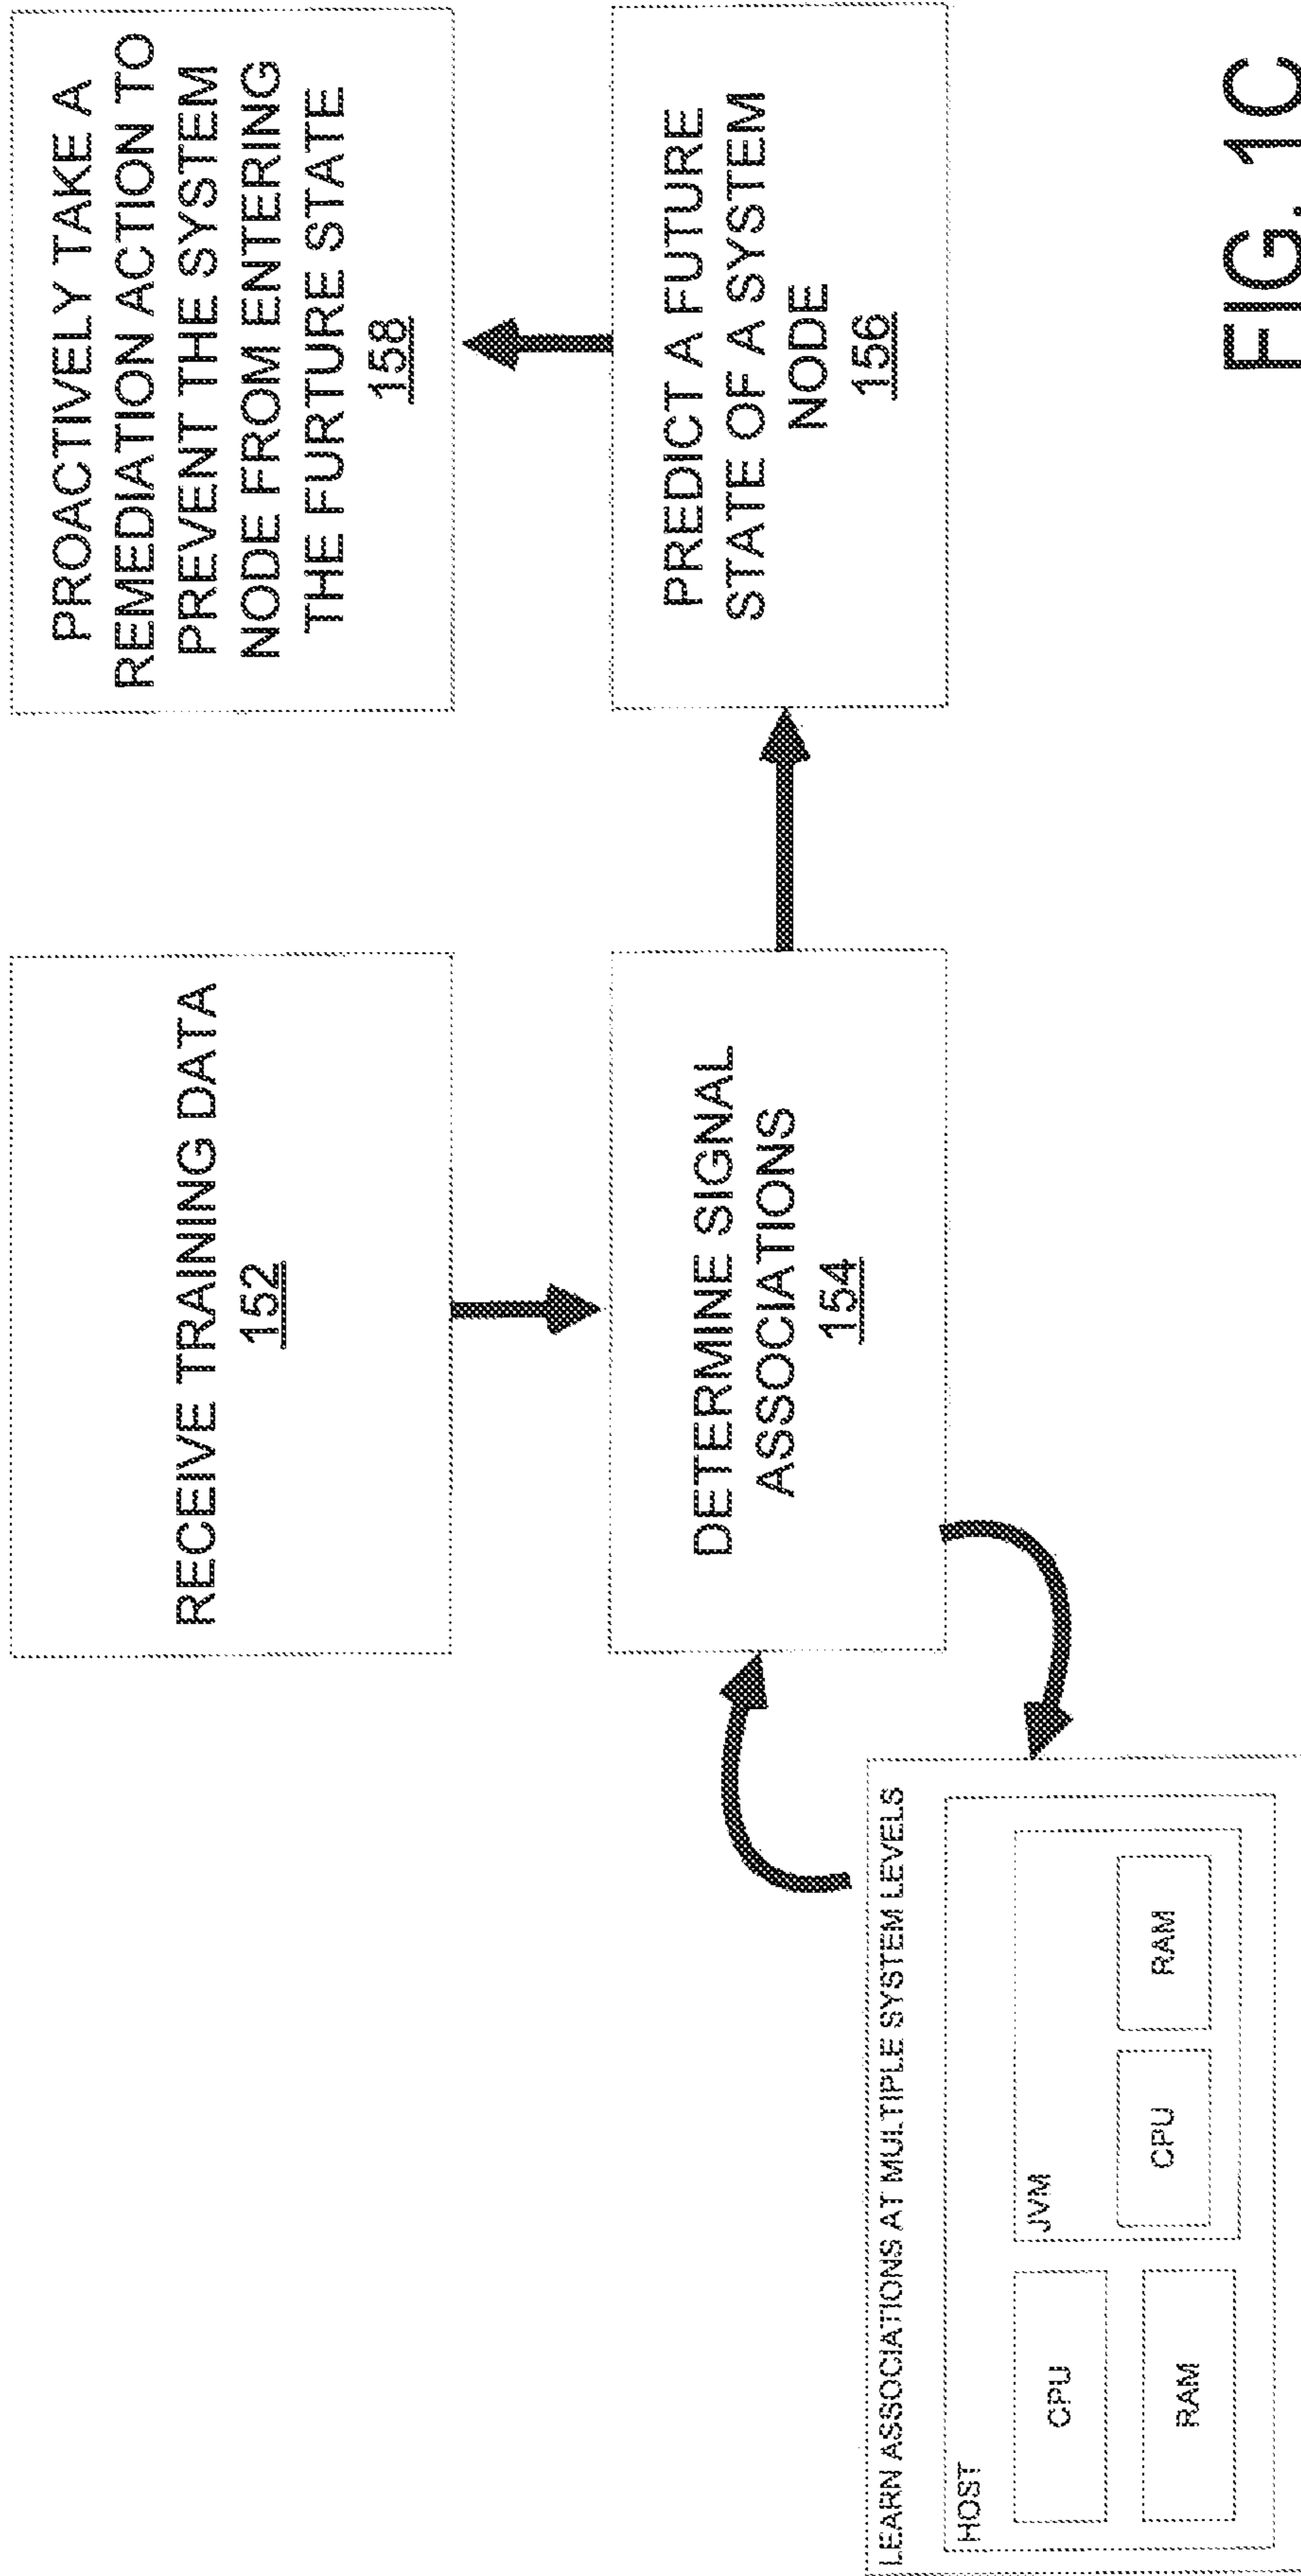 RECEIVE TRAINING DATA
152
PROACTIVELY TAKE A
REMEDIATION ACTION TO
PREVENT THE SYSTEM
NODE FROM ENTERING
THE FURTURE STATE
158
DETERMINE SIGNAL
ASSOCIATIONS
154
PREDICT A FUTURE
STATE OF A SYSTEM
NODE
156
LEARN ASSOCIATIONS AT MULTIPLE SYSTEM LEVELS
HOST
CPU
RAM
JVM
CPU
RAM
FIG. 1C